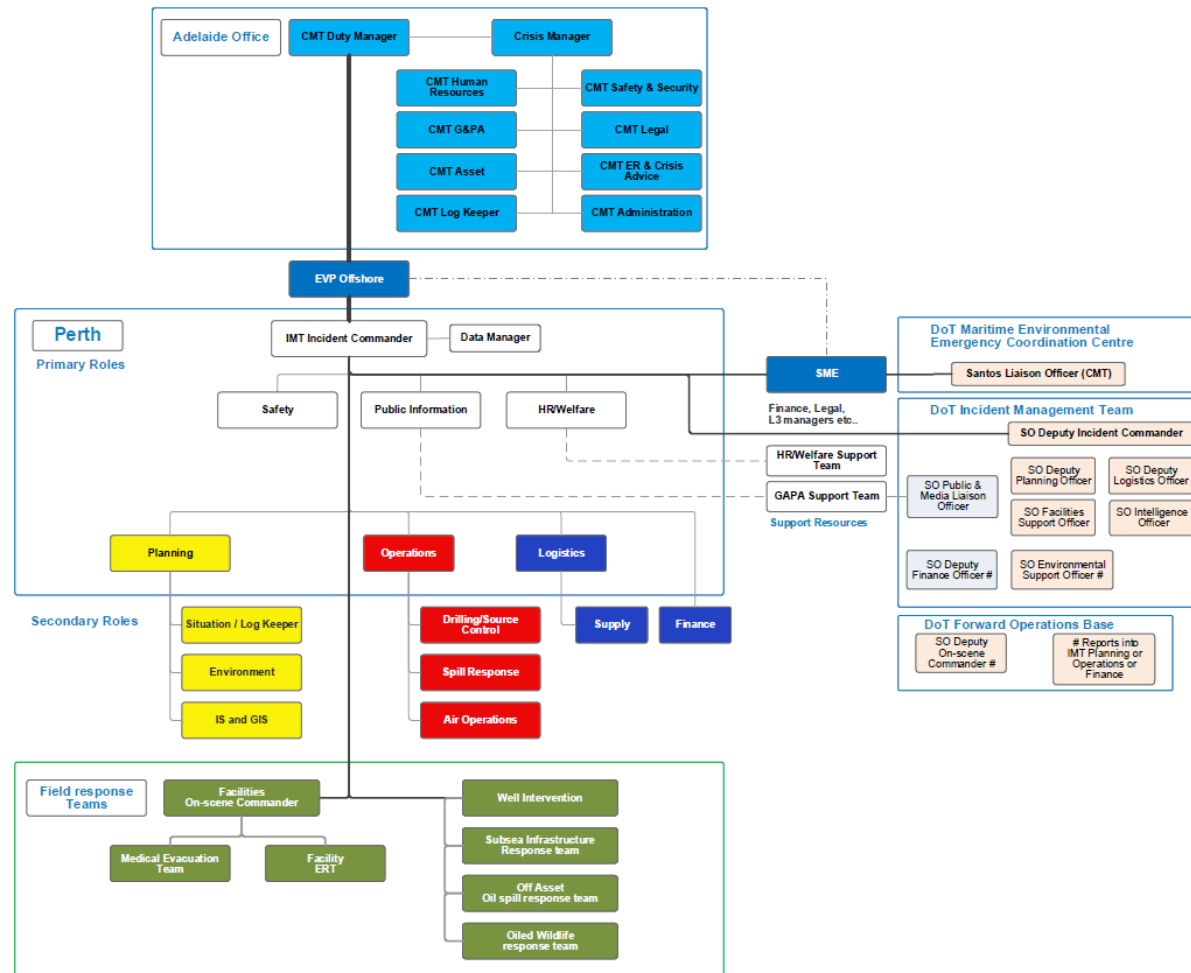 Adelaide Office
CMT Duty Manager
Crisis Manager
CMT Human
Resources
CMT Safety & Security
CMT G&PA
CMT Legal
CMT Asset
CMT ER & Crisis
Advice
CMT Log Keeper
CMT Administration
EVP Offshore
Perth
Primary Roles
IMT Incident Commander
Data Manager
Safety
Public Information
HR/Welfare
SME
Finance, Legal,
L3 managers etc..
HR/Welfare Support
Team
GAPA Support Team
Support Resources
DoT Maritime Environmental
Emergency Coordination Centre
Santos Liaison Officer (CMT)
DoT Incident Management Team
SO Deputy Incident Commander
SO Public &
Media Liaison
Officer
SO Deputy
Planning Officer
SO Deputy
Logistics Officer
SO Facilities
Support Officer
SO Intelligence
Officer
SO Deputy
Finance Officer #
SO Environmental
Support Officer #
DoT Forward Operations Base
SO Deputy
On-scene
Commander #
# Reports into
IMT Planning or
Operations or
Finance
Planning
Operations
Logistics
Secondary Roles
Situation / Log Keeper
Environment
IS and GIS
Drilling/Source
Control
Spill Response
Air Operations
Supply
Finance
Field response
Teams
Facilities
On-scene Commander
Medical Evacuation
Team
Facility
ERT
Well Intervention
Subsea Infrastructure
Response team
Off Asset
Oil spill response team
Oiled Wildlife
response team